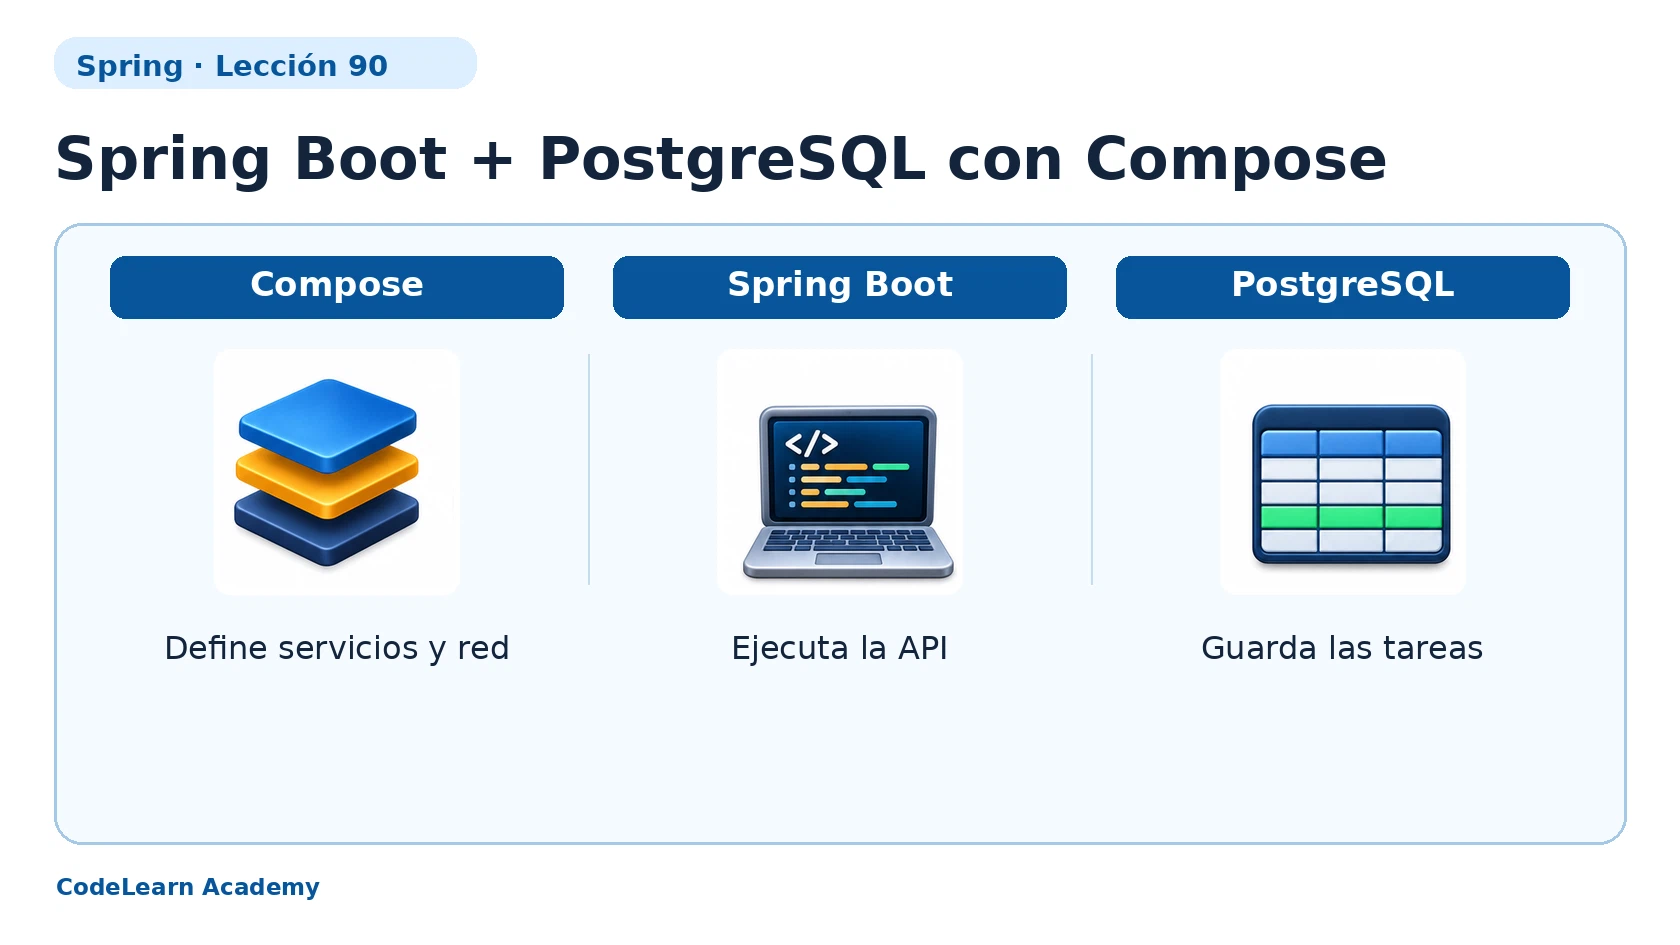 Spring · Lección 90
Spring Boot + PostgreSQL con Compose
Compose
Spring Boot
PostgreSQL
</>
Define servicios y red
Ejecuta la API
Guarda las tareas
CodeLearn Academy